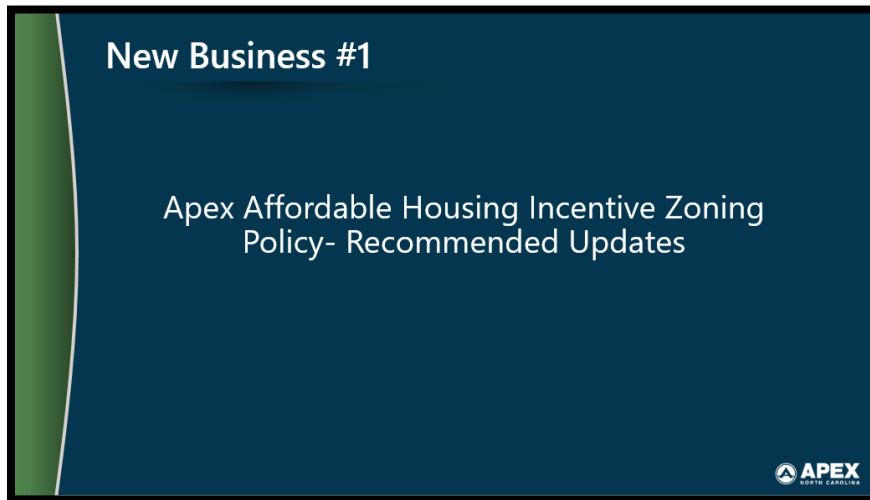 New Business #1
Apex Affordable Housing Incentive Zoning
Policy- Recommended Updates
APEX
NORTH CAROLINA